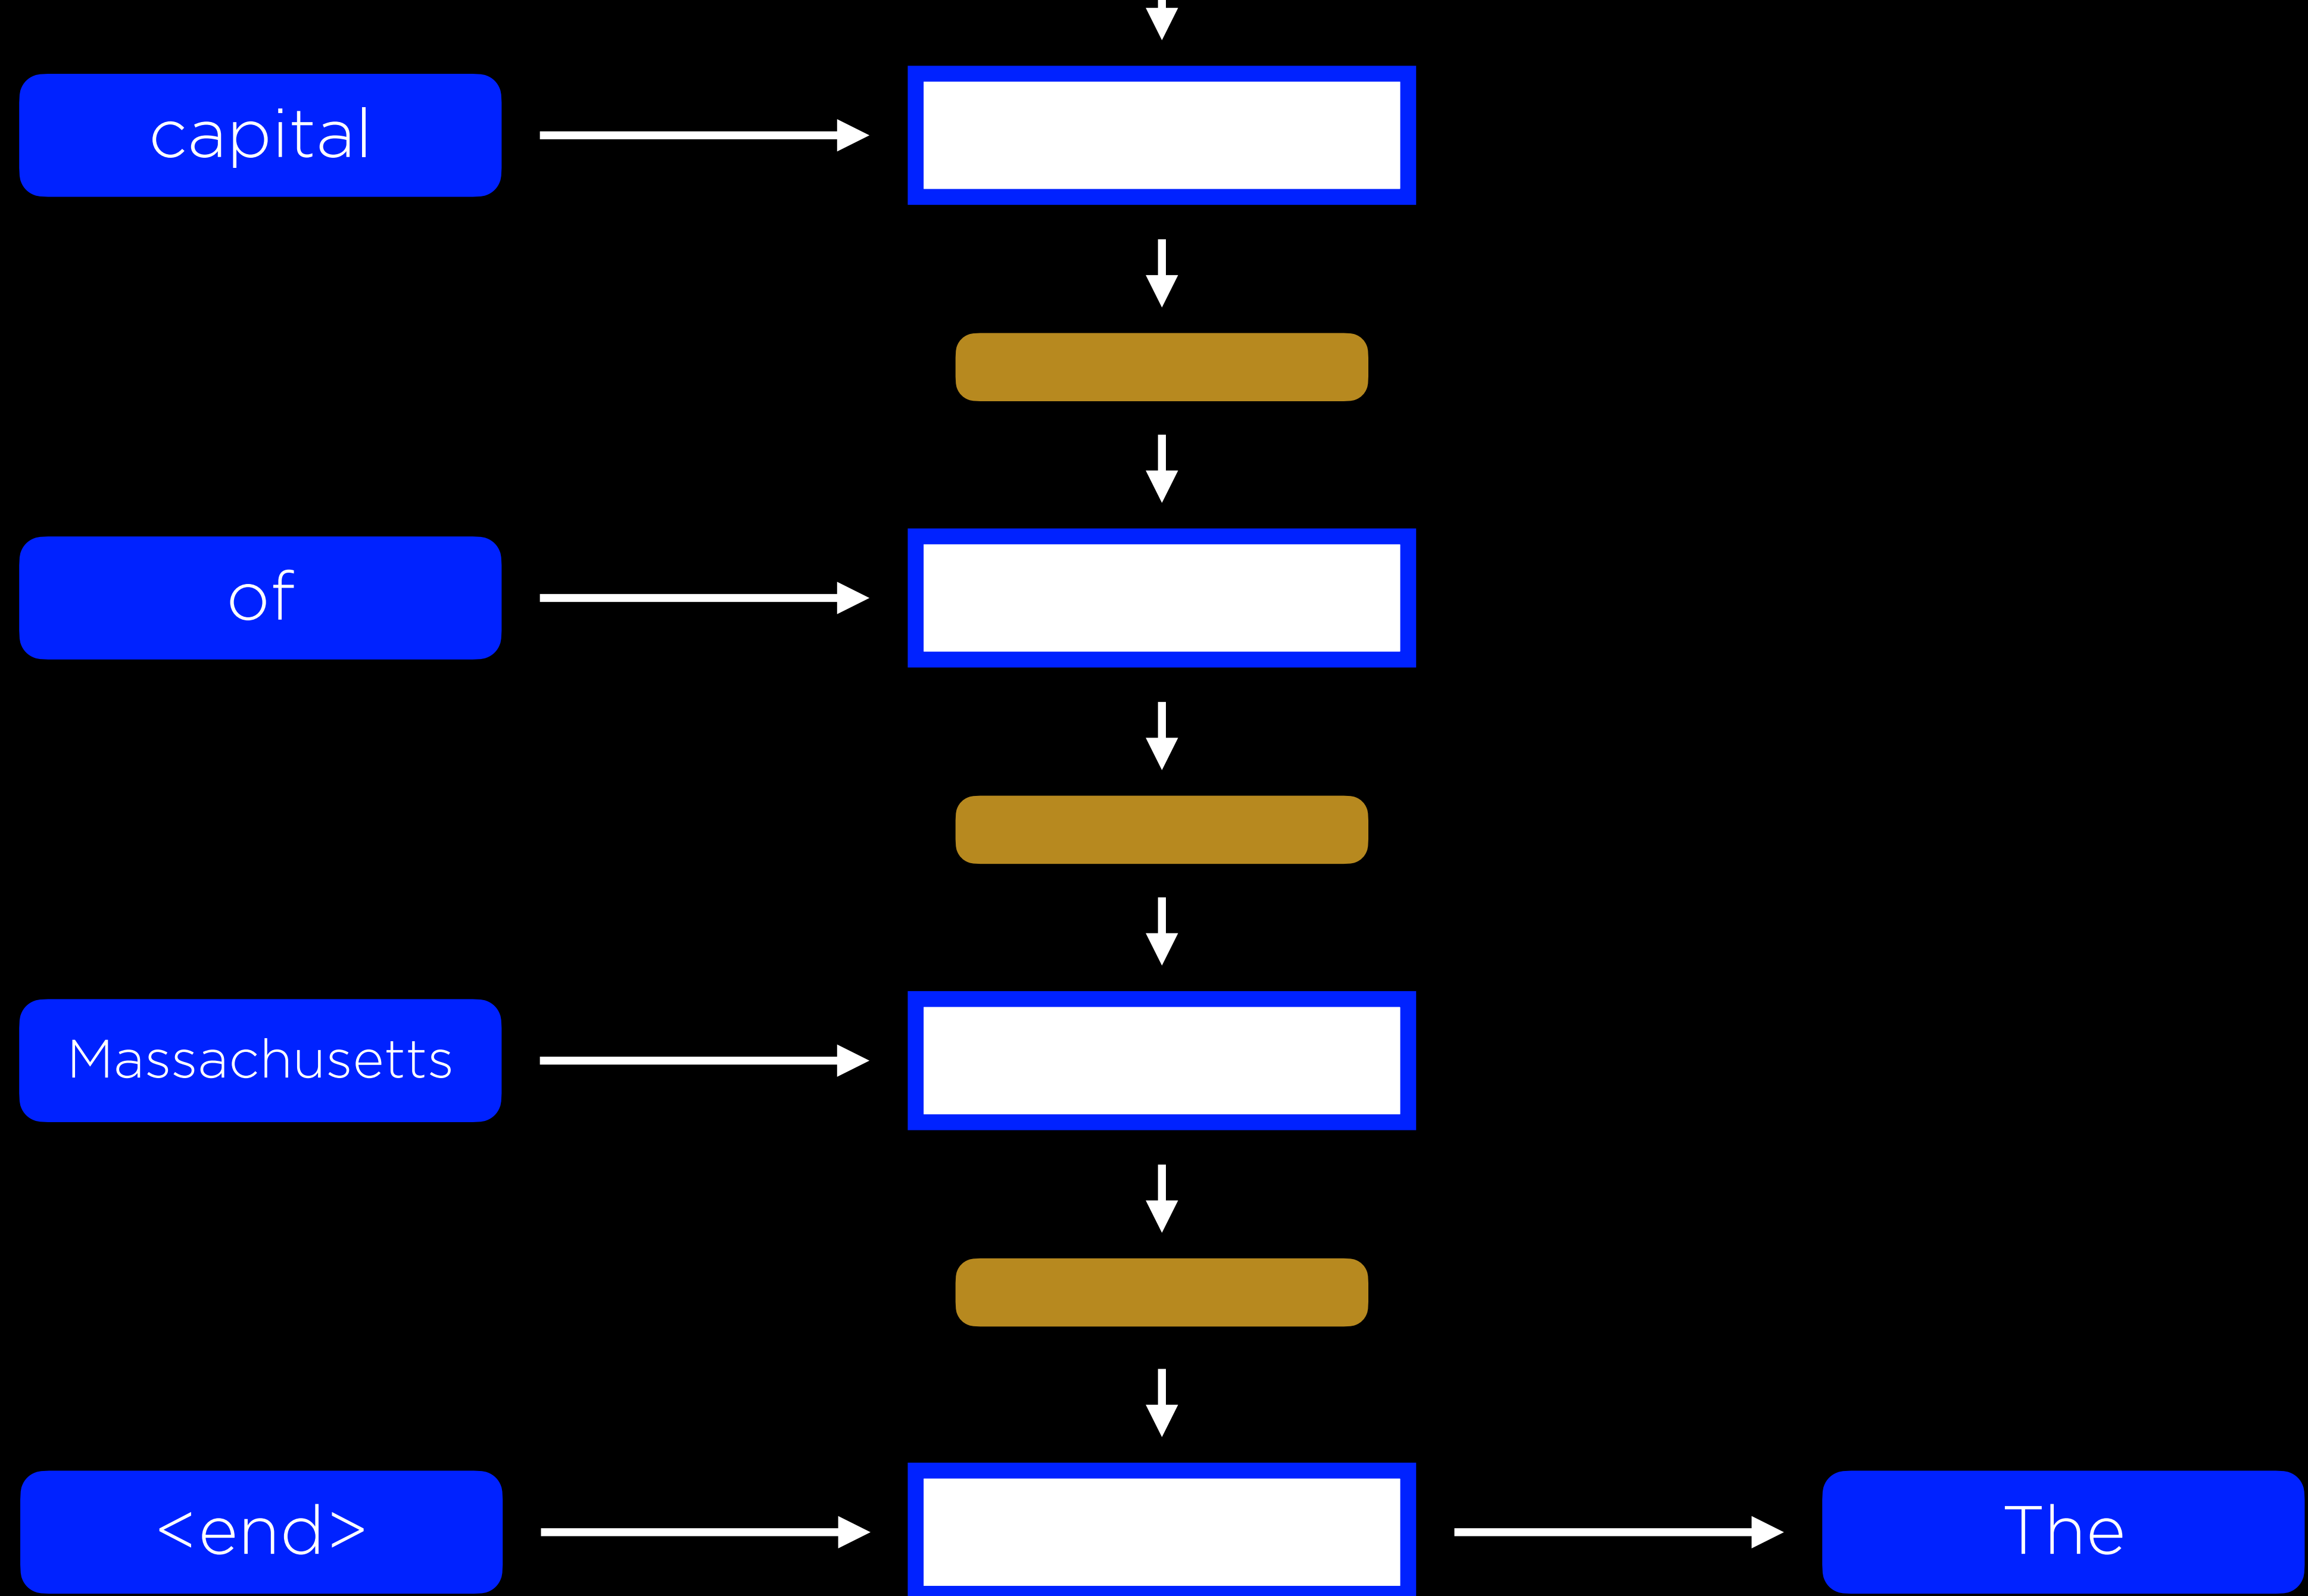 capital
of
Massachusetts
<end>
The